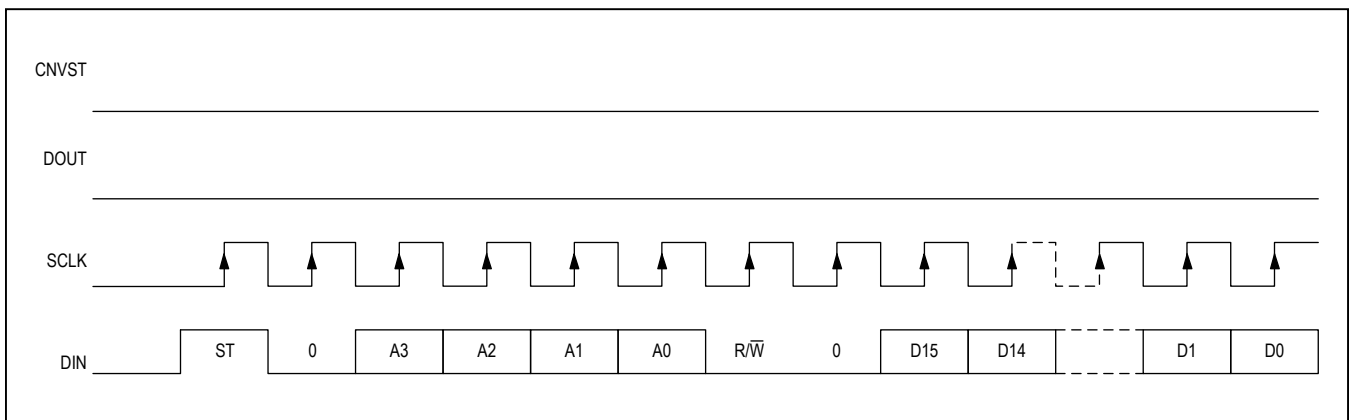 CNVST
DOUT
SCLK
DIN ST 0 A3 A2 A1 A0 R/W̅ 0 D15 D14 D1 D0